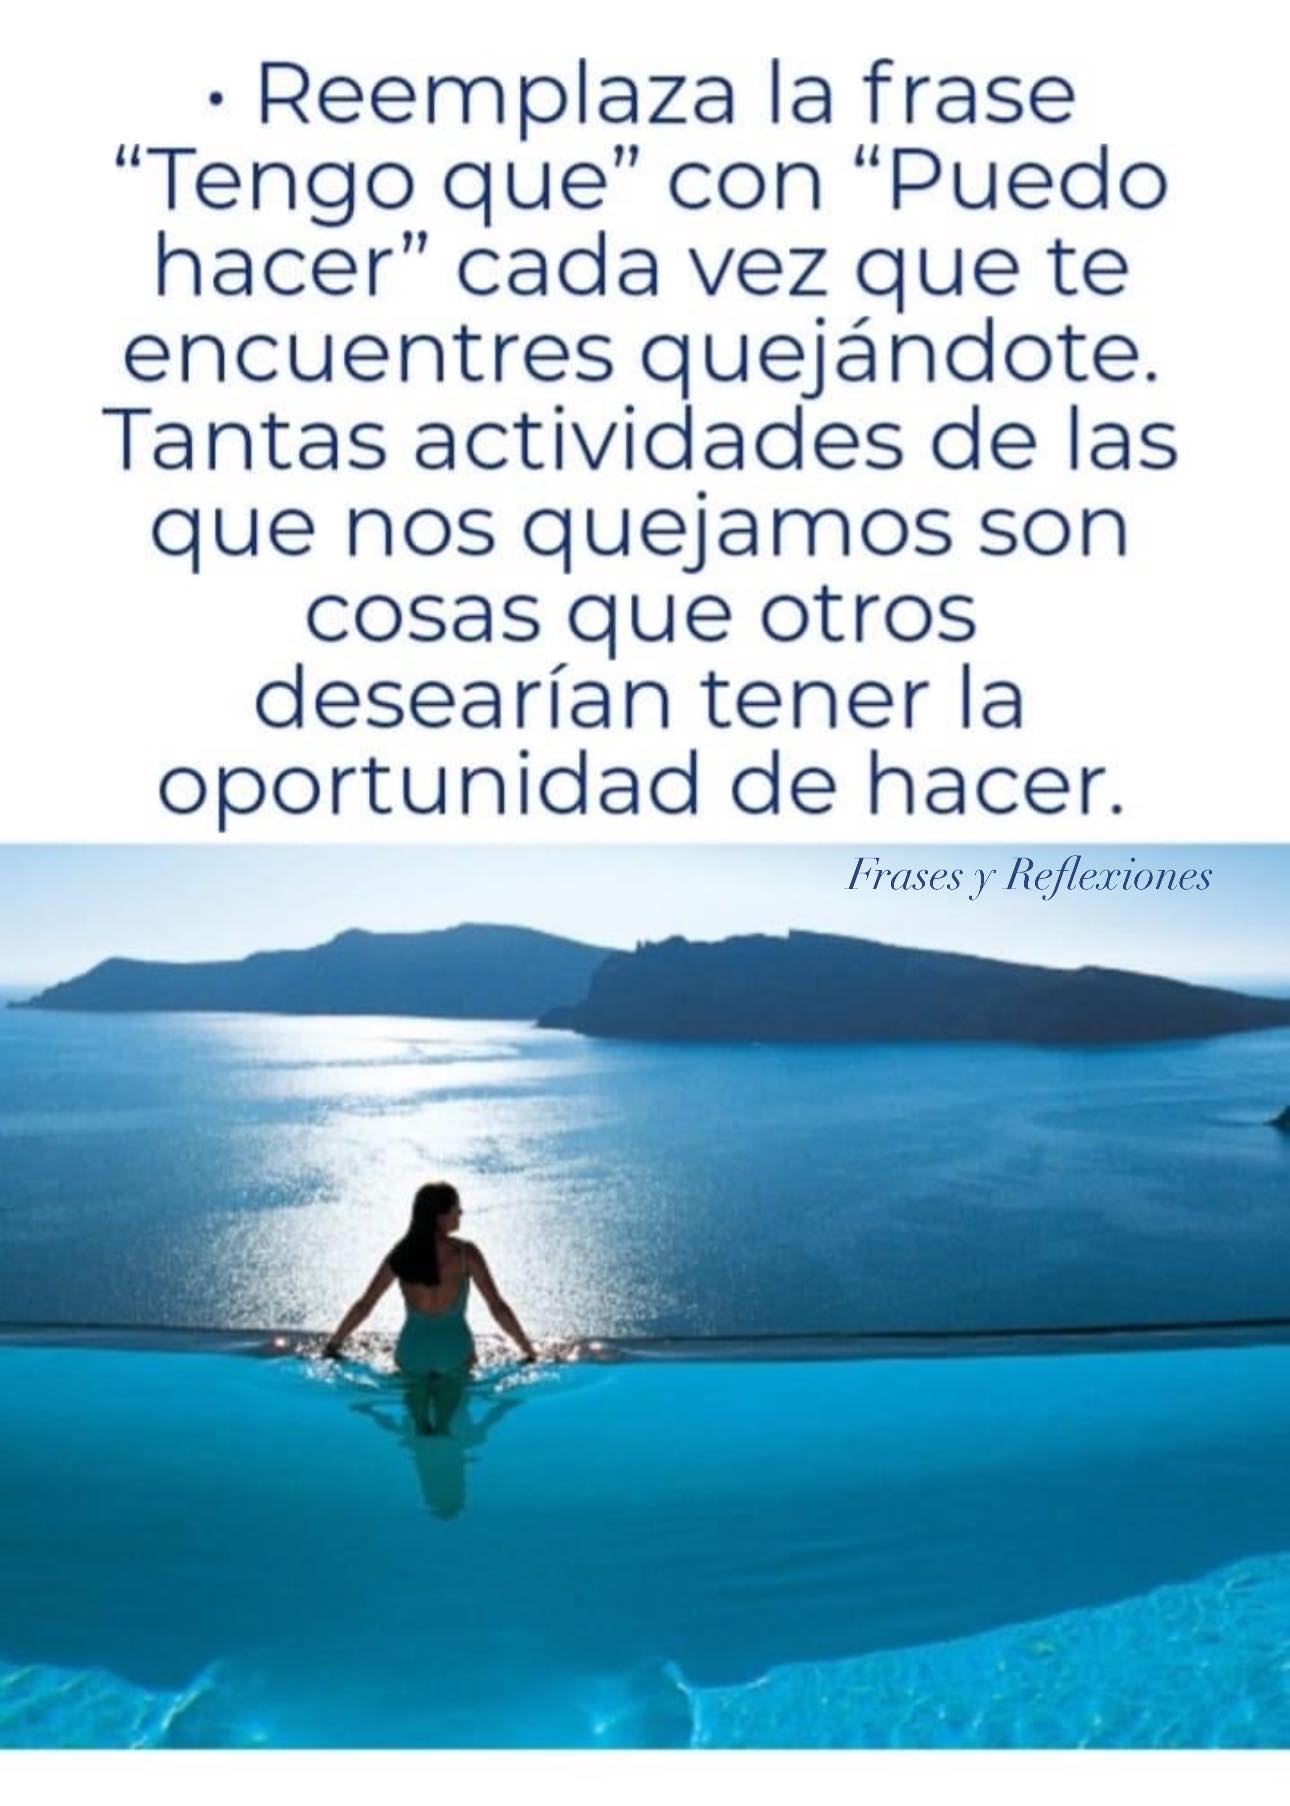 • Reemplaza la frase
“Tengo que” con “Puedo
hacer” cada vez que te
encuentres quejándote.
Tantas actividades de las
que nos quejamos son
cosas que otros
desearían tener la
oportunidad de hacer.
Frases y Reflexiones